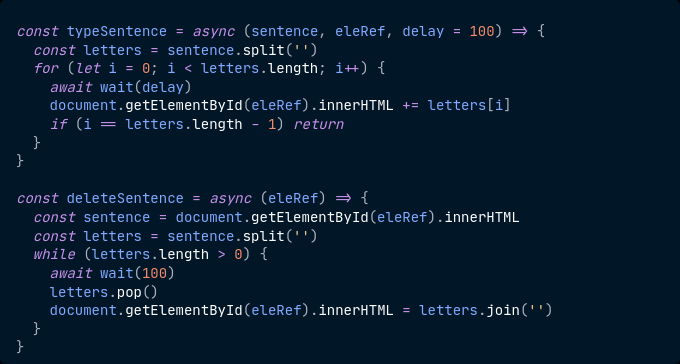 const typeSentence = async (sentence, eleRef, delay = 100) => {
  const letters = sentence.split('')
  for (let i = 0; i < letters.length; i++) {
    await wait(delay)
    document.getElementById(eleRef).innerHTML += letters[i]
    if (i == letters.length - 1) return
  }
}

const deleteSentence = async (eleRef) => {
  const sentence = document.getElementById(eleRef).innerHTML
  const letters = sentence.split('')
  while (letters.length > 0) {
    await wait(100)
    letters.pop()
    document.getElementById(eleRef).innerHTML = letters.join('')
  }
}